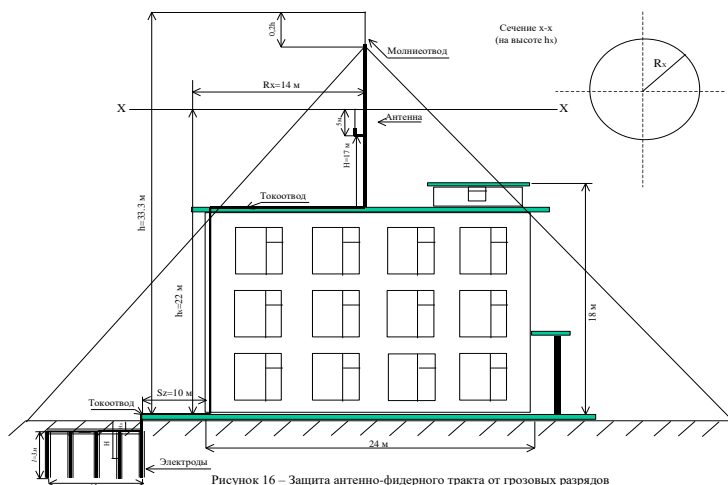 0,2h
Молниеотвод
Сечение х-х
(на высоте hx)
Rx
Rx=14 м
X
X
5м
Антенна
H=17 м
Токоотвод
h=33.3 м
hx=22 м
18 м
Sz=10 м
Токоотвод
H
24 м
Электроды
Рисунок 16 – Защита антенно-фидерного тракта от грозовых разрядов